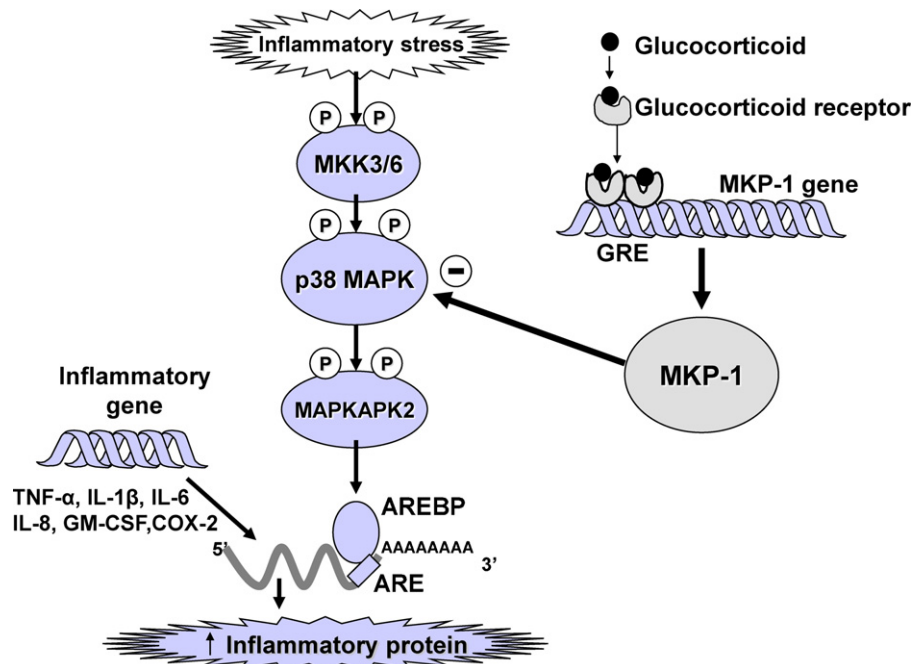 Inflammatory stress
Glucocorticoid
Glucocorticoid receptor
P P
MKK3/6
MKP-1 gene
GRE
P P
p38 MAPK
−
MKP-1
P P
MAPKAPK2
Inflammatory
gene
TNF-α, IL-1β, IL-6
IL-8, GM-CSF,COX-2
AREBP
5’
AAAAAAAA
3’
ARE
↑ Inflammatory protein